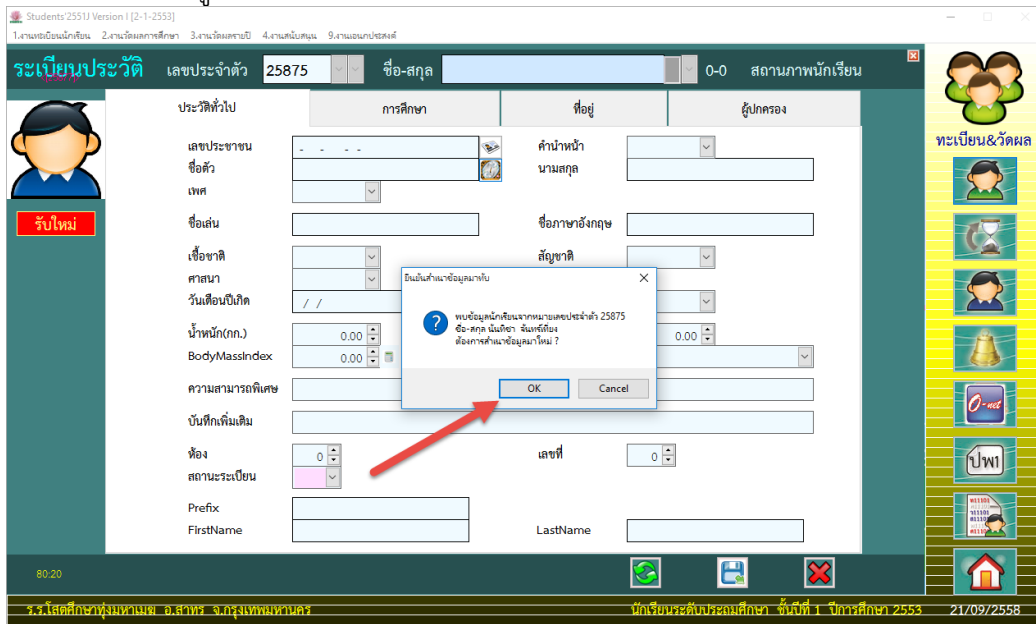 Students'2551J Version I [2-1-2553]
1.งานทะเบียนนักเรียน 2.งานวัดผลการศึกษา 3.งานวัดผลรายปี 4.งานสนับสนุน 9.งานเอนกประสงค์
ระเบียนประวัติ เลขประจำตัว 25875 ชื่อ-สกุล 0-0 สถานภาพนักเรียน
ประวัติทั่วไป การศึกษา ที่อยู่ ผู้ปกครอง
ทะเบียน&วัดผล
เลขประชาชน - - - - คำนำหน้า
ชื่อตัว นามสกุล
เพศ
รับใหม่
ชื่อเล่น ชื่อภาษาอังกฤษ
เชื้อชาติ สัญชาติ
ศาสนา
วันเดือนปีเกิด / /
ยืนยันสำเนาข้อมูลมาทับ
พบข้อมูลนักเรียนจากหมายเลขประจำตัว 25875
ชื่อ-สกุล นันทิชา จันทร์เที่ยง
ต้องการสำเนาข้อมูลมาใหม่ ?
OK Cancel
น้ำหนัก(กก.) 0.00 0.00
BodyMassIndex 0.00
ความสามารถพิเศษ
บันทึกเพิ่มเติม
ห้อง 0 เลขที่ 0
สถานะระเบียน
Prefix
FirstName LastName
O-net
ปพ1
80:20
ร.ร.โสตศึกษาทุ่งมหาเมฆ อ.สาทร จ.กรุงเทพมหานคร นักเรียนระดับประถมศึกษา ชั้นปีที่ 1 ปีการศึกษา 2553 21/09/2558